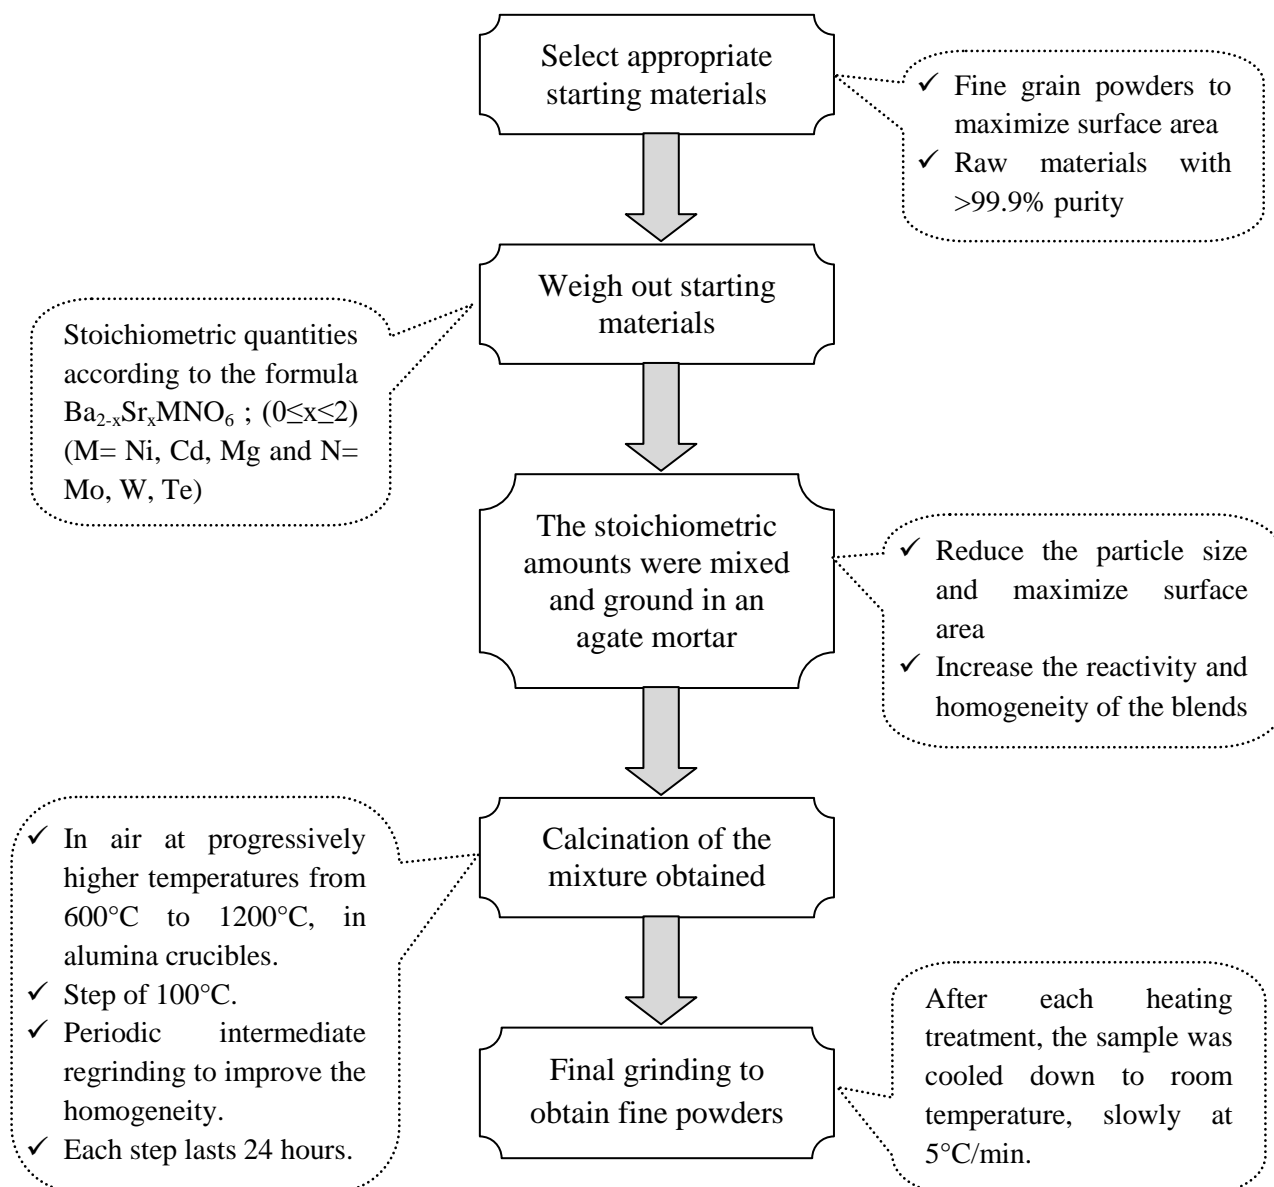 Select appropriate
starting materials
✓ Fine grain powders to
maximize surface area
✓ Raw materials with
>99.9% purity
Weigh out starting
materials
Stoichiometric quantities
according to the formula
Ba₂₋ₓSrₓMNO₆ ; (0≤x≤2)
(M= Ni, Cd, Mg and N=
Mo, W, Te)
The stoichiometric
amounts were mixed
and ground in an
agate mortar
✓ Reduce the particle size
and maximize surface
area
✓ Increase the reactivity and
homogeneity of the blends
Calcination of the
mixture obtained
✓ In air at progressively
higher temperatures from
600°C to 1200°C, in
alumina crucibles.
✓ Step of 100°C.
✓ Periodic intermediate
regrinding to improve the
homogeneity.
✓ Each step lasts 24 hours.
Final grinding to
obtain fine powders
After each heating
treatment, the sample was
cooled down to room
temperature, slowly at
5°C/min.